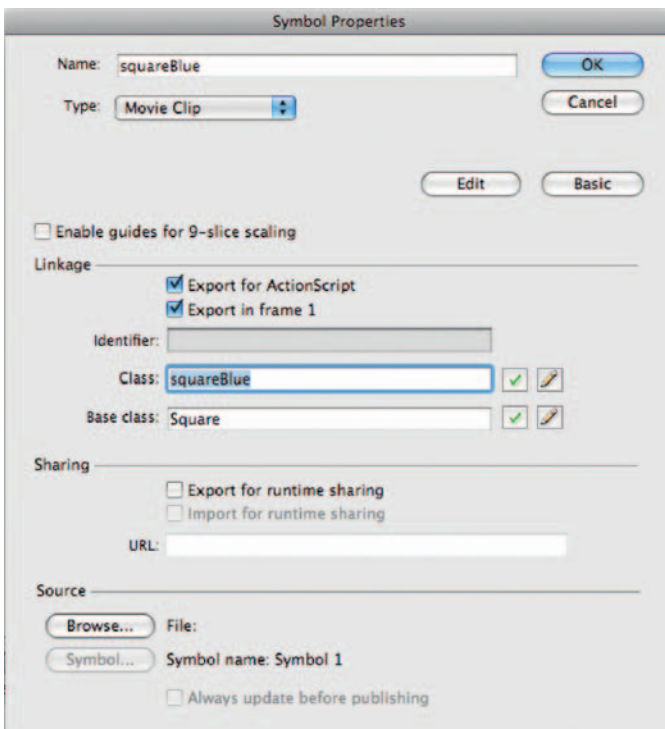 Symbol Properties
Name: squareBlue
OK
Type: Movie Clip
Cancel
Edit
Basic
Enable guides for 9-slice scaling
Linkage
Export for ActionScript
Export in frame 1
Identifier:
Class: squareBlue
Base class: Square
Sharing
Export for runtime sharing
Import for runtime sharing
URL:
Source
Browse... File:
Symbol... Symbol name: Symbol 1
Always update before publishing